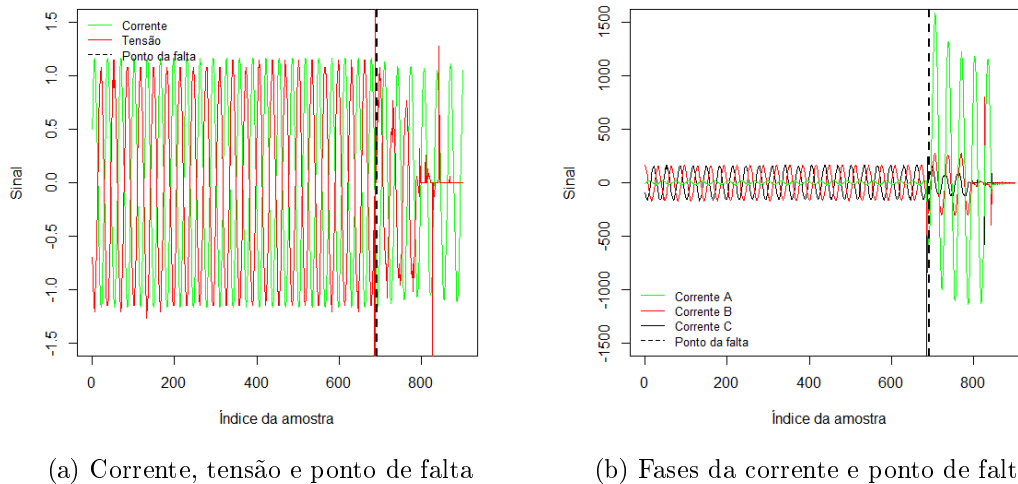 Corrente
Tensão
Ponto da falta
1.5
1.0
0.5
0.0
-0.5
-1.0
-1.5
Sinal
0 200 400 600 800
Índice da amostra
(a) Corrente, tensão e ponto de falta
1500
1000
500
0
-500
-1000
-1500
Sinal
Corrente A
Corrente B
Corrente C
Ponto da falta
0 200 400 600 800
Índice da amostra
(b) Fases da corrente e ponto de falt